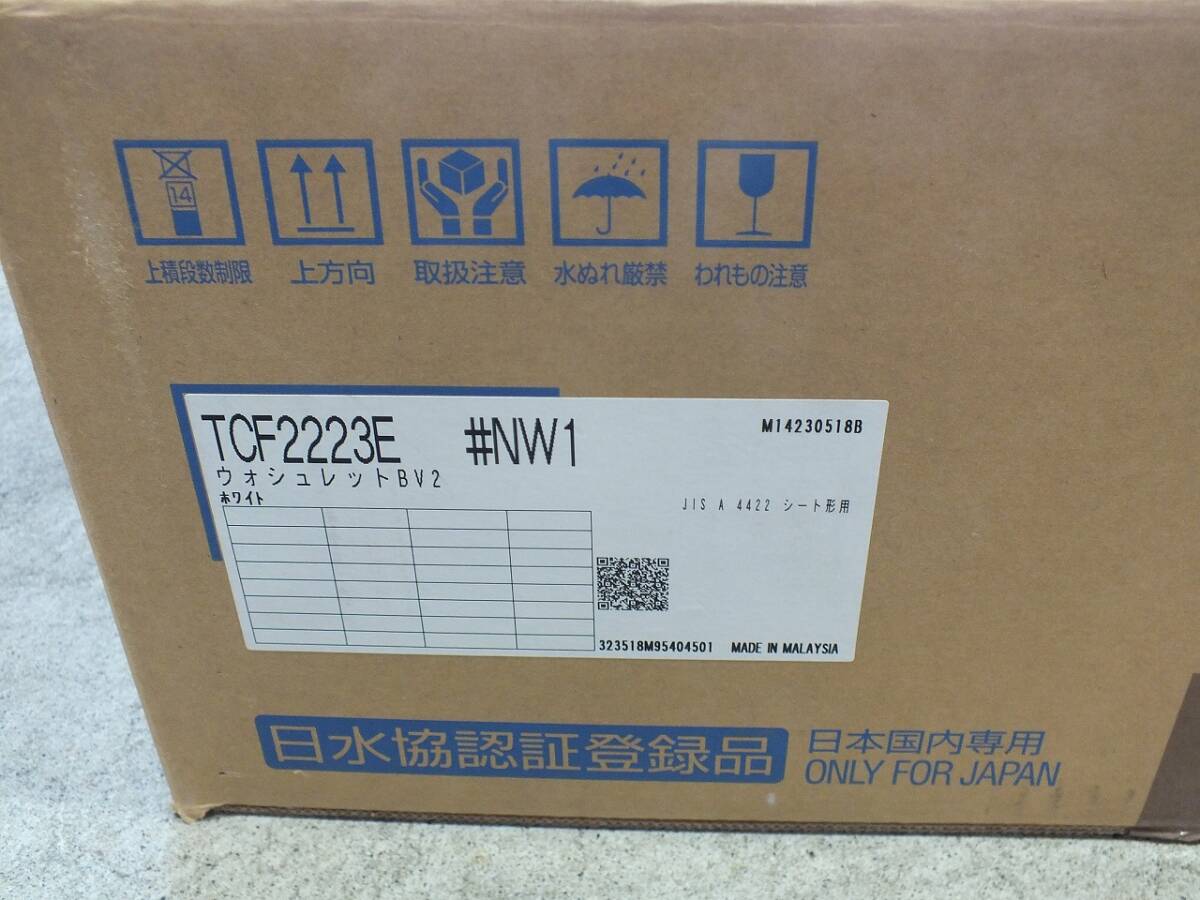 14
上積段数制限 上方向 取扱注意 水ぬれ厳禁 われもの注意
TCF2223E #NW1 M14230518B
ウォシュレットBV2
ホワイト
JIS A 4422 シート形用
323518M95404501 MADE IN MALAYSIA
日水協認証登録品
日本国内専用
ONLY FOR JAPAN